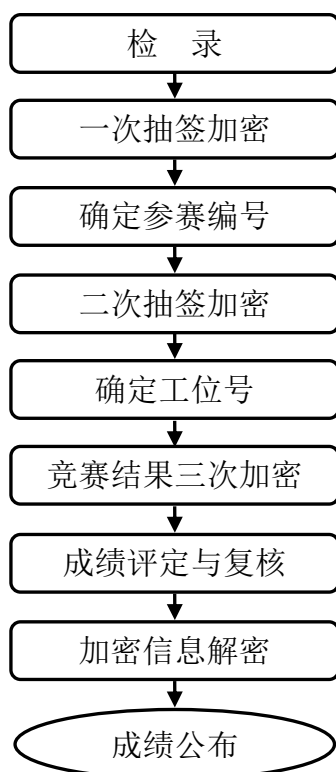 检 录
一次抽签加密
确定参赛编号
二次抽签加密
确定工位号
竞赛结果三次加密
成绩评定与复核
加密信息解密
成绩公布